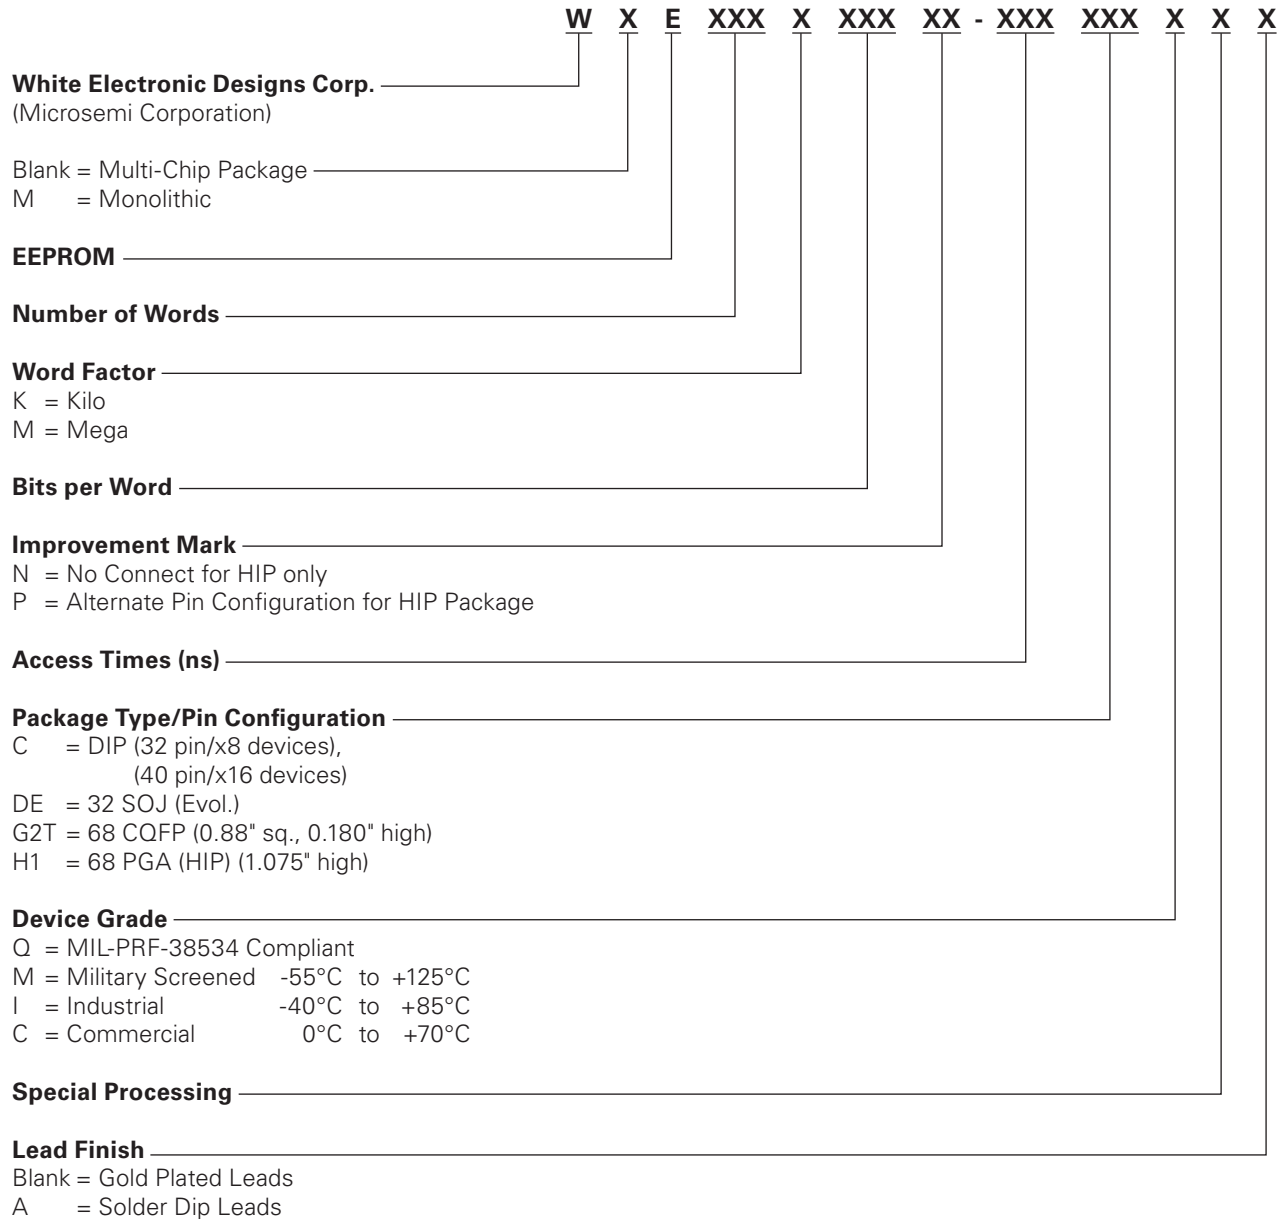 W X E XXX X XXX XX - XXX XXX X X X
White Electronic Designs Corp.
(Microsemi Corporation)
Blank = Multi-Chip Package
M = Monolithic
EEPROM
Number of Words
Word Factor
K = Kilo
M = Mega
Bits per Word
Improvement Mark
N = No Connect for HIP only
P = Alternate Pin Configuration for HIP Package
Access Times (ns)
Package Type/Pin Configuration
C = DIP (32 pin/x8 devices),
(40 pin/x16 devices)
DE = 32 SOJ (Evol.)
G2T = 68 CQFP (0.88" sq., 0.180" high)
H1 = 68 PGA (HIP) (1.075" high)
Device Grade
Q = MIL-PRF-38534 Compliant
M = Military Screened -55°C to +125°C
I = Industrial -40°C to +85°C
C = Commercial 0°C to +70°C
Special Processing
Lead Finish
Blank = Gold Plated Leads
A = Solder Dip Leads